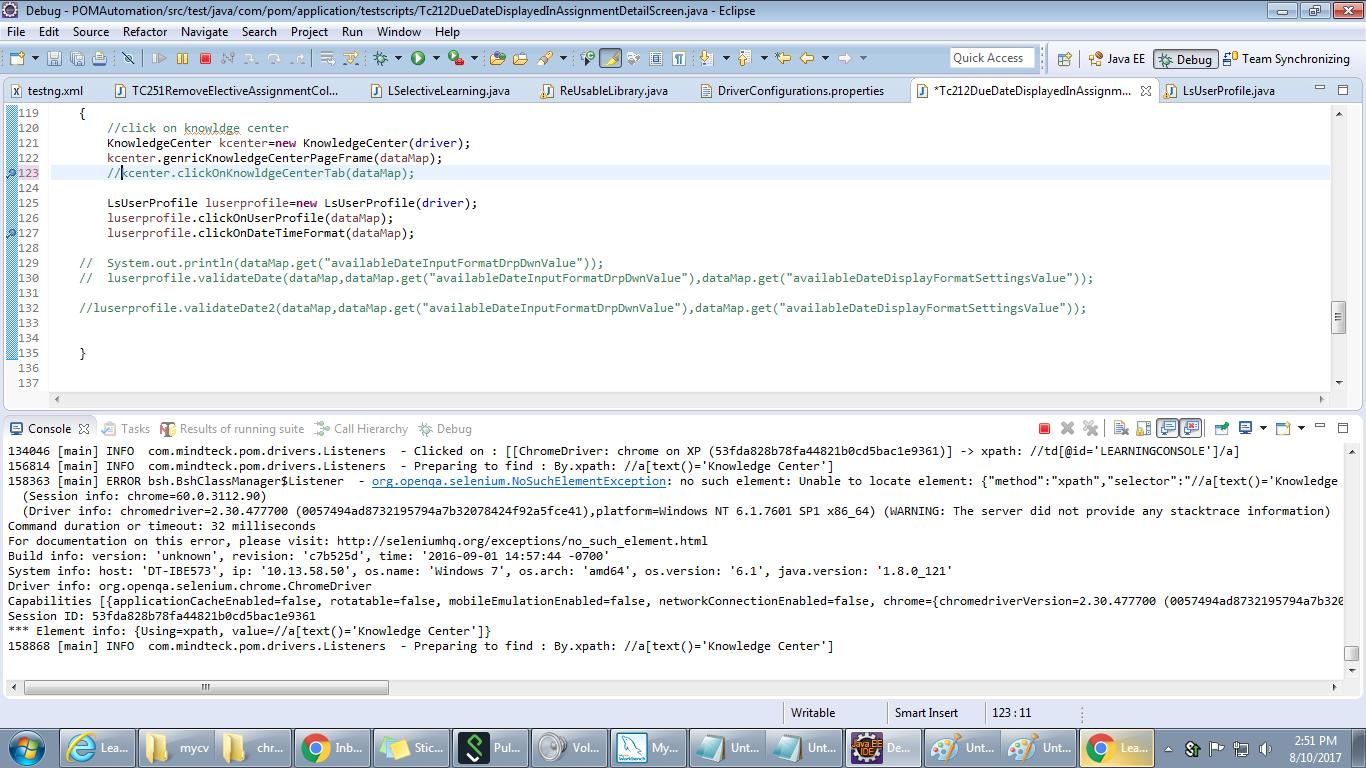 Debug - POMAutomation/src/test/java/com/pom/application/testscripts/Tc212DueDateDisplayedInAssignmentDetailScreen.java - Eclipse
File Edit Source Refactor Navigate Search Project Run Window Help
Quick Access
Java EE
Debug
Team Synchronizing
testng.xml
TC251RemoveElectiveAssignmentCol...
LSelectiveLearning.java
ReUsableLibrary.java
DriverConfigurations.properties
*Tc212DueDateDisplayedInAssignm...
LsUserProfile.java
119 {
120 //click on knowldge center
121 KnowledgeCenter kcenter=new KnowledgeCenter(driver);
122 kcenter.genricKnowledgeCenterPageFrame(dataMap);
123 //kcenter.clickOnKnowldgeCenterTab(dataMap);
124
125 LsUserProfile luserprofile=new LsUserProfile(driver);
126 luserprofile.clickOnUserProfile(dataMap);
127 luserprofile.clickOnDateTimeFormat(dataMap);
128
129 // System.out.println(dataMap.get("availableDateInputFormatDrpDwnValue"));
130 // luserprofile.validateDate(dataMap,dataMap.get("availableDateInputFormatDrpDwnValue"),dataMap.get("availableDateDisplayFormatSettingsValue"));
131
132 //luserprofile.validateDate2(dataMap,dataMap.get("availableDateInputFormatDrpDwnValue"),dataMap.get("availableDateDisplayFormatSettingsValue"));
133
134
135 }
136
137
Console Tasks Results of running suite Call Hierarchy Debug
134046 [main] INFO com.mindteck.pom.drivers.Listeners - Clicked on : [[ChromeDriver: chrome on XP (53fda828b78fa44821b0cd5bac1e9361)] -> xpath: //td[@id='LEARNINGCONSOLE']/a]
156814 [main] INFO com.mindteck.pom.drivers.Listeners - Preparing to find : By.xpath: //a[text()='Knowledge Center']
158363 [main] ERROR bsh.BshClassManager$Listener - org.openqa.selenium.NoSuchElementException: no such element: Unable to locate element: {"method":"xpath","selector":"//a[text()='Knowledge
(Session info: chrome=60.0.3112.90)
(Driver info: chromedriver=2.30.477700 (0057494ad8732195794a7b32078424f92a5fce41),platform=Windows NT 6.1.7601 SP1 x86_64) (WARNING: The server did not provide any stacktrace information)
Command duration or timeout: 32 milliseconds
For documentation on this error, please visit: http://seleniumhq.org/exceptions/no_such_element.html
Build info: version: 'unknown', revision: 'c7b525d', time: '2016-09-01 14:57:44 -0700'
System info: host: 'DT-IBE573', ip: '10.13.58.50', os.name: 'Windows 7', os.arch: 'amd64', os.version: '6.1', java.version: '1.8.0_121'
Driver info: org.openqa.selenium.chrome.ChromeDriver
Capabilities [{applicationCacheEnabled=false, rotatable=false, mobileEmulationEnabled=false, networkConnectionEnabled=false, chrome={chromedriverVersion=2.30.477700 (0057494ad8732195794a7b320
Session ID: 53fda828b78fa44821b0cd5bac1e9361
*** Element info: {Using=xpath, value=//a[text()='Knowledge Center']}
158868 [main] INFO com.mindteck.pom.drivers.Listeners - Preparing to find : By.xpath: //a[text()='Knowledge Center']
Writable
Smart Insert
123 : 11
Lea...
mycv
chr...
Inb...
Stic...
Pul...
Vol...
My...
Unt...
Unt...
De...
Unt...
Unt...
Lea...
2:51 PM
8/10/2017